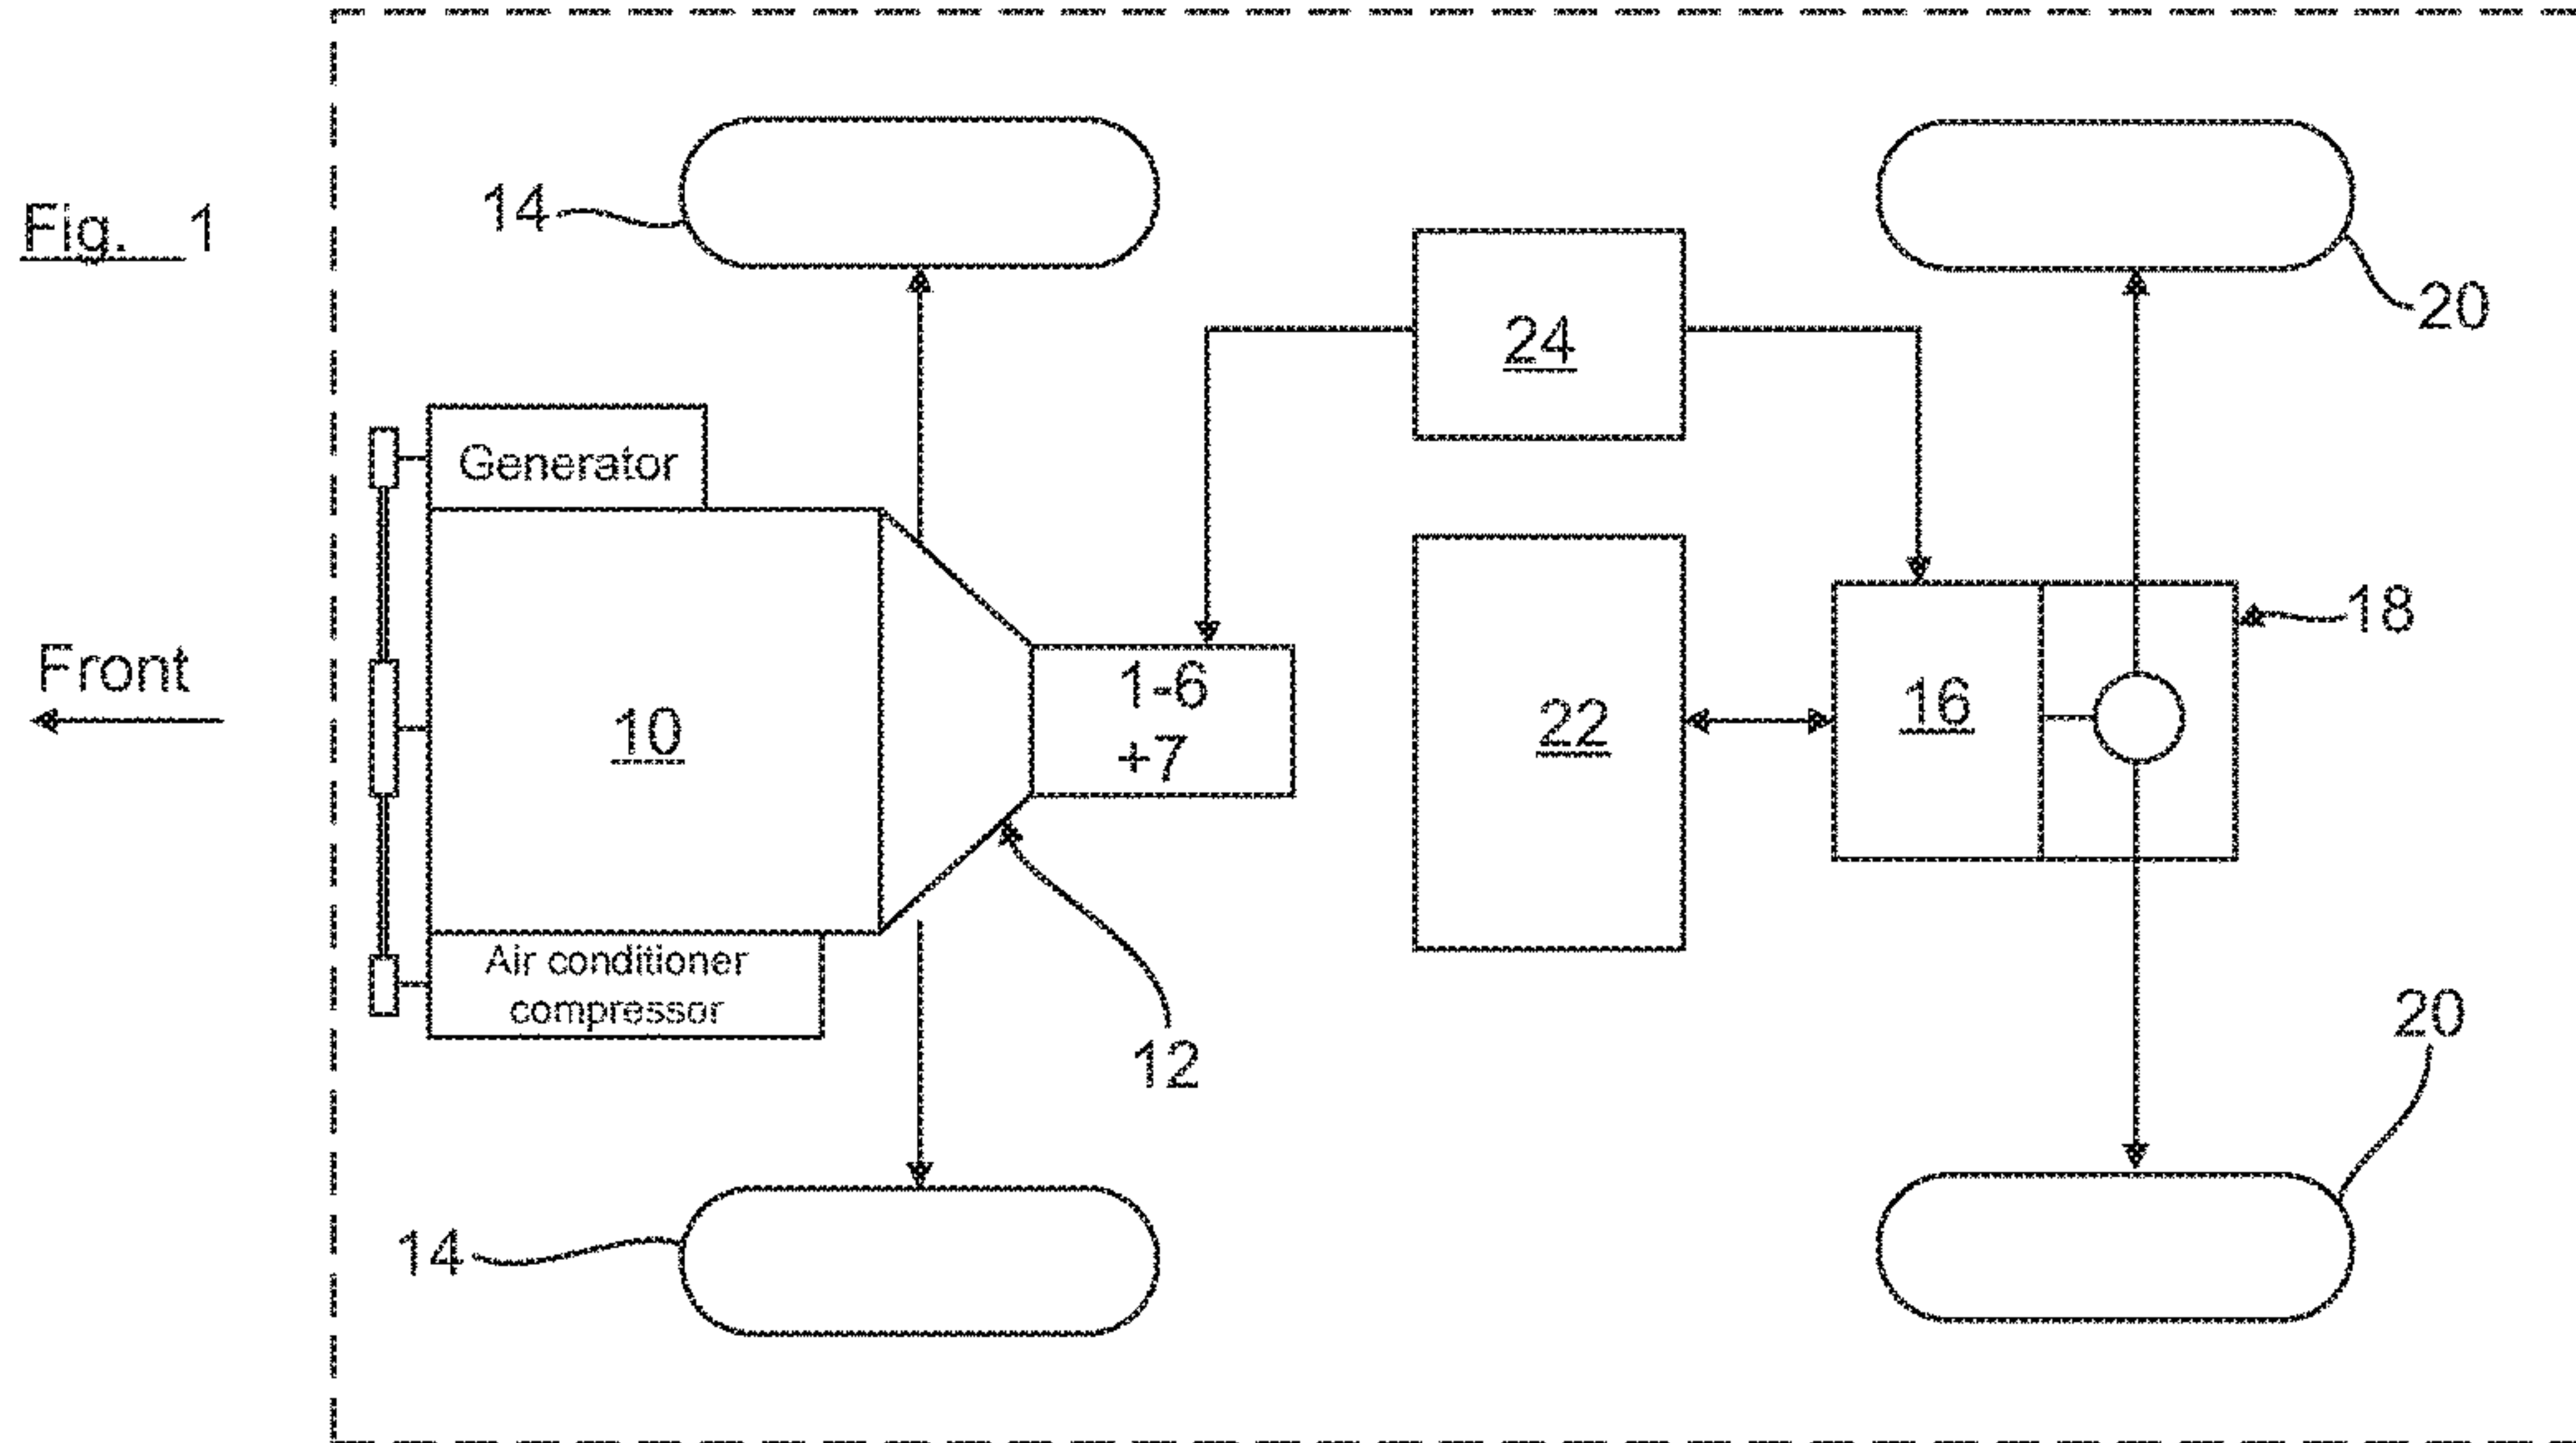 Fig. 1
14
20
24
Generator
18
Front
1-6
+7
10
22
16
Air conditioner
compressor
12
20
14